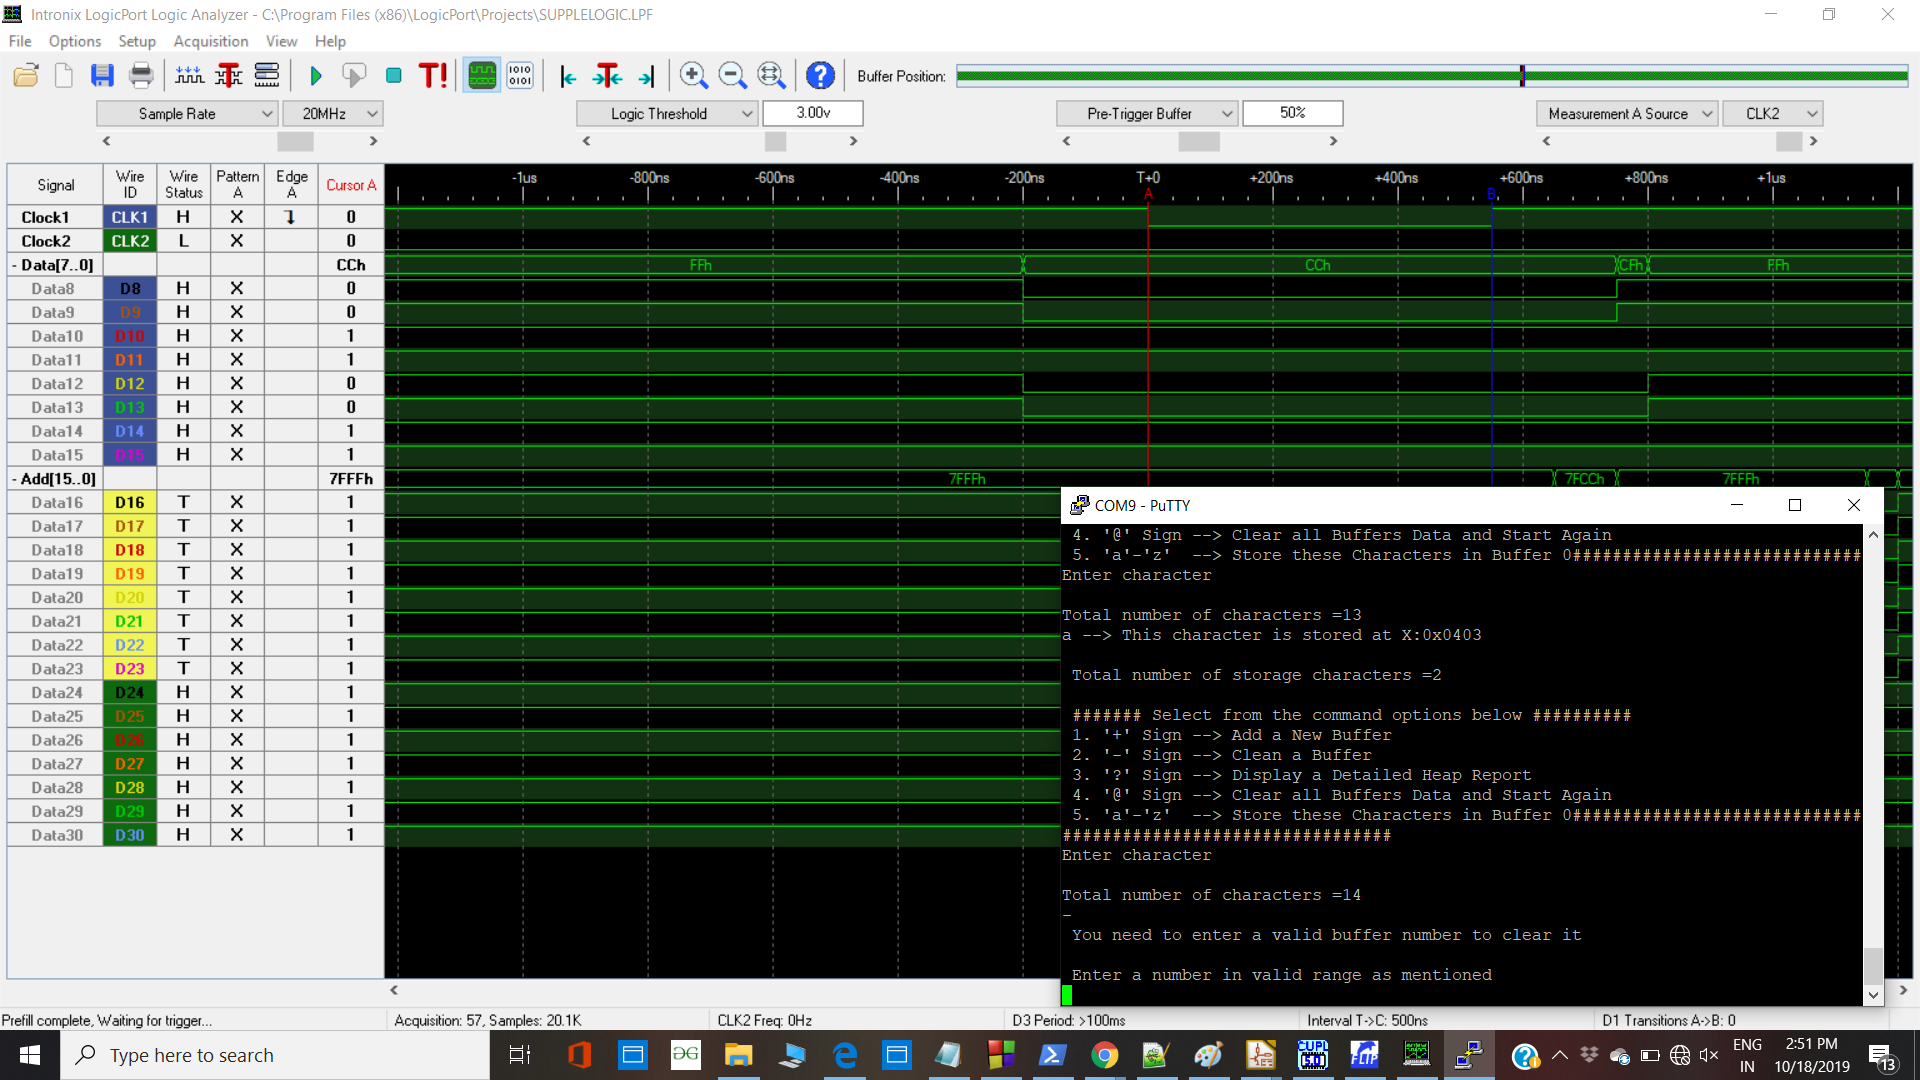 Intronix LogicPort Logic Analyzer - C:\Program Files (x86)\LogicPort\Projects\SUPPLELOGIC.LPF
File Options Setup Acquisition View Help
Buffer Position:
Sample Rate 20MHz Logic Threshold 3.00v Pre-Trigger Buffer 50% Measurement A Source CLK2
Signal Wire ID Wire Status Pattern A Edge A Cursor A -1us -800ns -600ns -400ns -200ns T+0 +200ns +400ns +600ns +800ns +1us
A B
Clock1 CLK1 H X 0
Clock2 CLK2 L X 0
- Data[7..0] CCh FFh CCh CFh FFh
Data8 D8 H X 0
Data9 D9 H X 0
Data10 D10 H X 1
Data11 D11 H X 1
Data12 D12 H X 0
Data13 D13 H X 0
Data14 D14 H X 1
Data15 D15 H X 1
- Add[15..0] 7FFFh 7FFFh 7FCCh 7FFFh
Data16 D16 T X 1
Data17 D17 T X 1
Data18 D18 T X 1
Data19 D19 T X 1
Data20 D20 T X 1
Data21 D21 T X 1
Data22 D22 T X 1
Data23 D23 T X 1
Data24 D24 H X 1
Data25 D25 H X 1
Data26 D26 H X 1
Data27 D27 H X 1
Data28 D28 H X 1
Data29 D29 H X 1
Data30 D30 H X 1
COM9 - PuTTY
4. '@' Sign --> Clear all Buffers Data and Start Again
5. 'a'-'z'  --> Store these Characters in Buffer 0#############################
Enter character
Total number of characters =13
a --> This character is stored at X:0x0403
Total number of storage characters =2
####### Select from the command options below ##########
1. '+' Sign --> Add a New Buffer
2. '-' Sign --> Clean a Buffer
3. '?' Sign --> Display a Detailed Heap Report
4. '@' Sign --> Clear all Buffers Data and Start Again
5. 'a'-'z'  --> Store these Characters in Buffer 0#############################
#################################
Enter character
Total number of characters =14
-
You need to enter a valid buffer number to clear it
Enter a number in valid range as mentioned
Prefill complete, Waiting for trigger... Acquisition: 57, Samples: 20.1K CLK2 Freq: 0Hz D3 Period: >100ms Interval T->C: 500ns D1 Transitions A->B: 0
Type here to search
ENG
IN
2:51 PM
10/18/2019
13